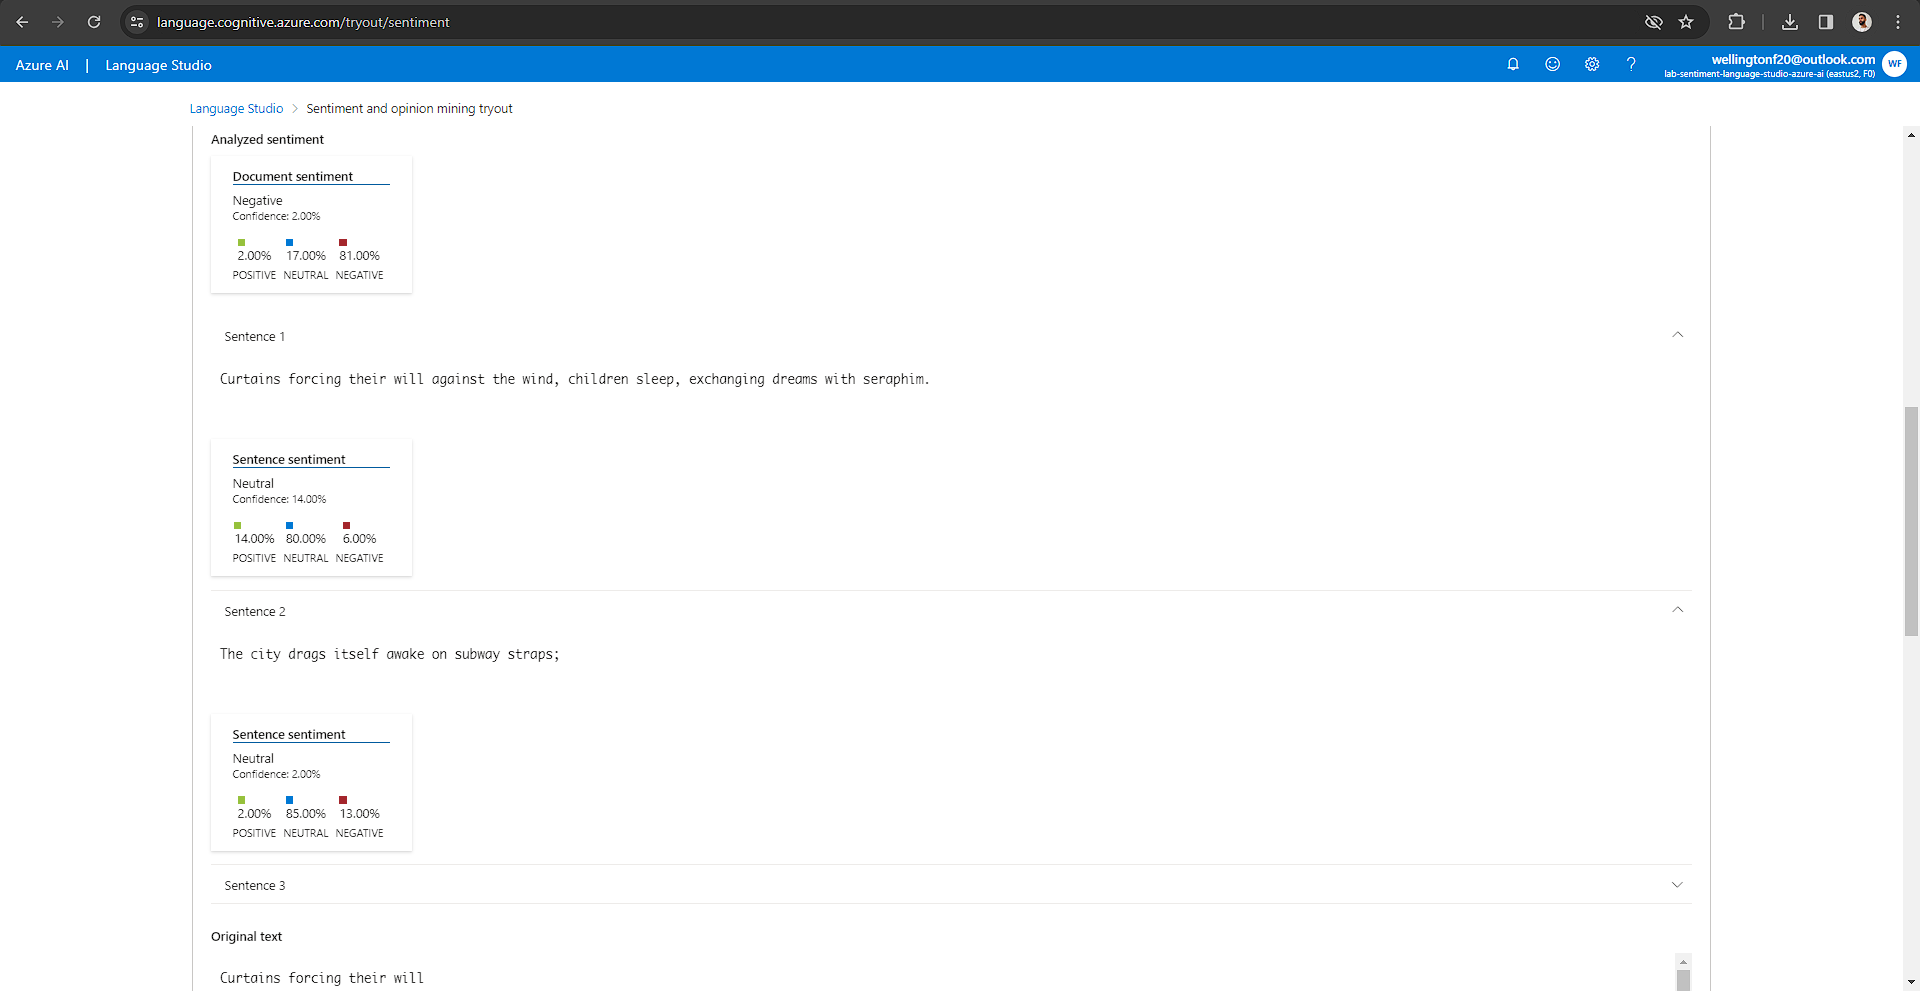 language.cognitive.azure.com/tryout/sentiment
Azure AI | Language Studio
wellingtonf20@outlook.com
lab-sentiment-language-studio-azure-ai (eastus2, F0)
WF
Language Studio > Sentiment and opinion mining tryout
Analyzed sentiment
Document sentiment
Negative
Confidence: 2.00%
2.00% 17.00% 81.00%
POSITIVE NEUTRAL NEGATIVE
Sentence 1
Curtains forcing their will against the wind, children sleep, exchanging dreams with seraphim.
Sentence sentiment
Neutral
Confidence: 14.00%
14.00% 80.00% 6.00%
POSITIVE NEUTRAL NEGATIVE
Sentence 2
The city drags itself awake on subway straps;
Sentence sentiment
Neutral
Confidence: 2.00%
2.00% 85.00% 13.00%
POSITIVE NEUTRAL NEGATIVE
Sentence 3
Original text
Curtains forcing their will